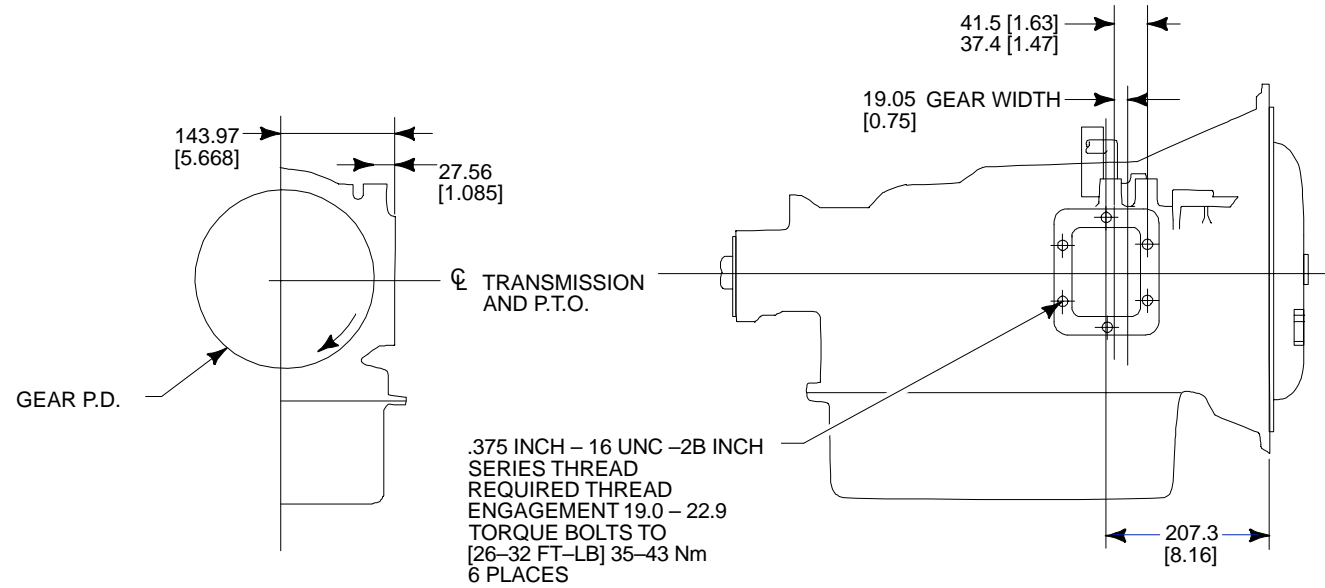 41.5 [1.63]
37.4 [1.47]
19.05 GEAR WIDTH
[0.75]
143.97
[5.668]
27.56
[1.085]
℄ TRANSMISSION
AND P.T.O.
GEAR P.D.
.375 INCH – 16 UNC –2B INCH
SERIES THREAD
REQUIRED THREAD
ENGAGEMENT 19.0 – 22.9
TORQUE BOLTS TO
[26–32 FT–LB] 35–43 Nm
6 PLACES
207.3
[8.16]